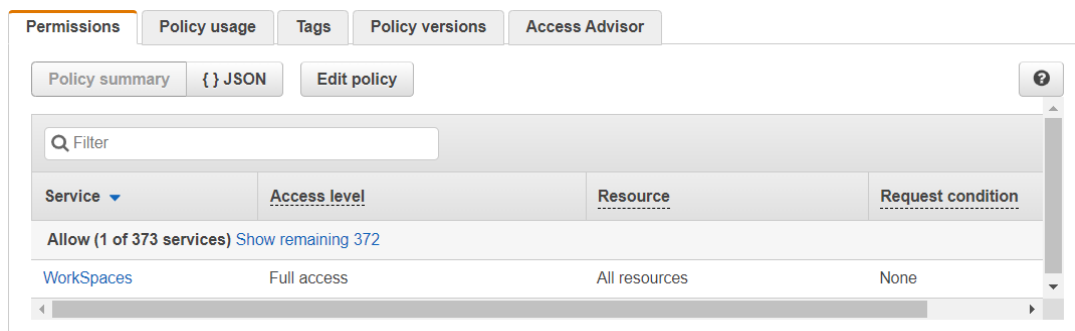 Permissions Policy usage Tags Policy versions Access Advisor
Policy summary { } JSON Edit policy
Filter
Service Access level Resource Request condition
Allow (1 of 373 services) Show remaining 372
WorkSpaces Full access All resources None